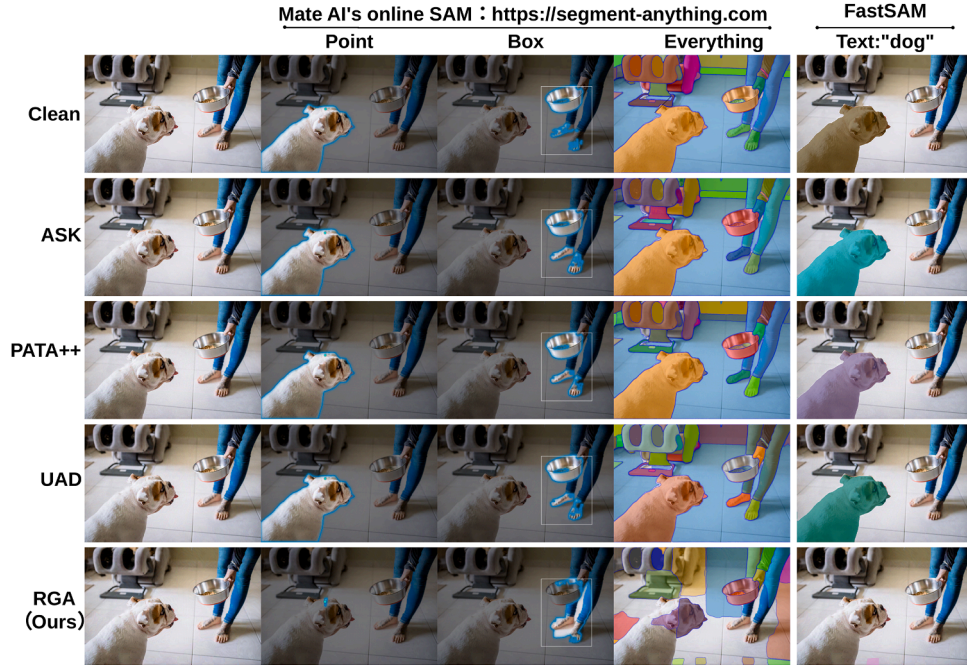 Mate AI's online SAM：https://segment-anything.com
FastSAM
Point
Box
Everything
Text:"dog"
Clean
ASK
PATA++
UAD
RGA
（Ours）